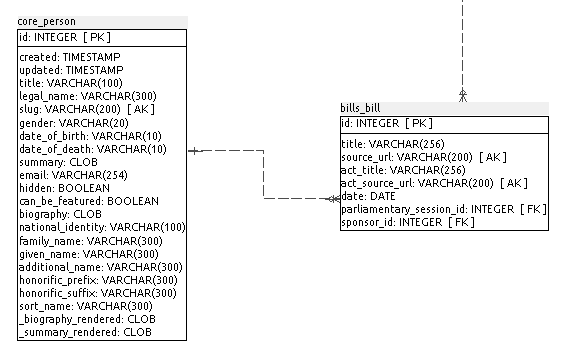 core_person
id: INTEGER [ PK ]
created: TIMESTAMP
updated: TIMESTAMP
title: VARCHAR(100)
legal_name: VARCHAR(300)
slug: VARCHAR(200) [ AK ]
gender: VARCHAR(20)
date_of_birth: VARCHAR(10)
date_of_death: VARCHAR(10)
summary: CLOB
email: VARCHAR(254)
hidden: BOOLEAN
can_be_featured: BOOLEAN
biography: CLOB
national_identity: VARCHAR(100)
family_name: VARCHAR(300)
given_name: VARCHAR(300)
additional_name: VARCHAR(300)
honorific_prefix: VARCHAR(300)
honorific_suffix: VARCHAR(300)
sort_name: VARCHAR(300)
_biography_rendered: CLOB
_summary_rendered: CLOB
bills_bill
id: INTEGER [ PK ]
title: VARCHAR(256)
source_url: VARCHAR(200) [ AK ]
act_title: VARCHAR(256)
act_source_url: VARCHAR(200) [ AK ]
date: DATE
parliamentary_session_id: INTEGER [ FK ]
sponsor_id: INTEGER [ FK ]